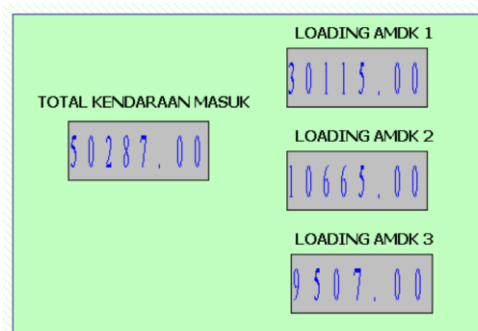 TOTAL KENDARAAN MASUK
50287.00
LOADING AMDK 1
30115.00
LOADING AMDK 2
10665.00
LOADING AMDK 3
9507.00